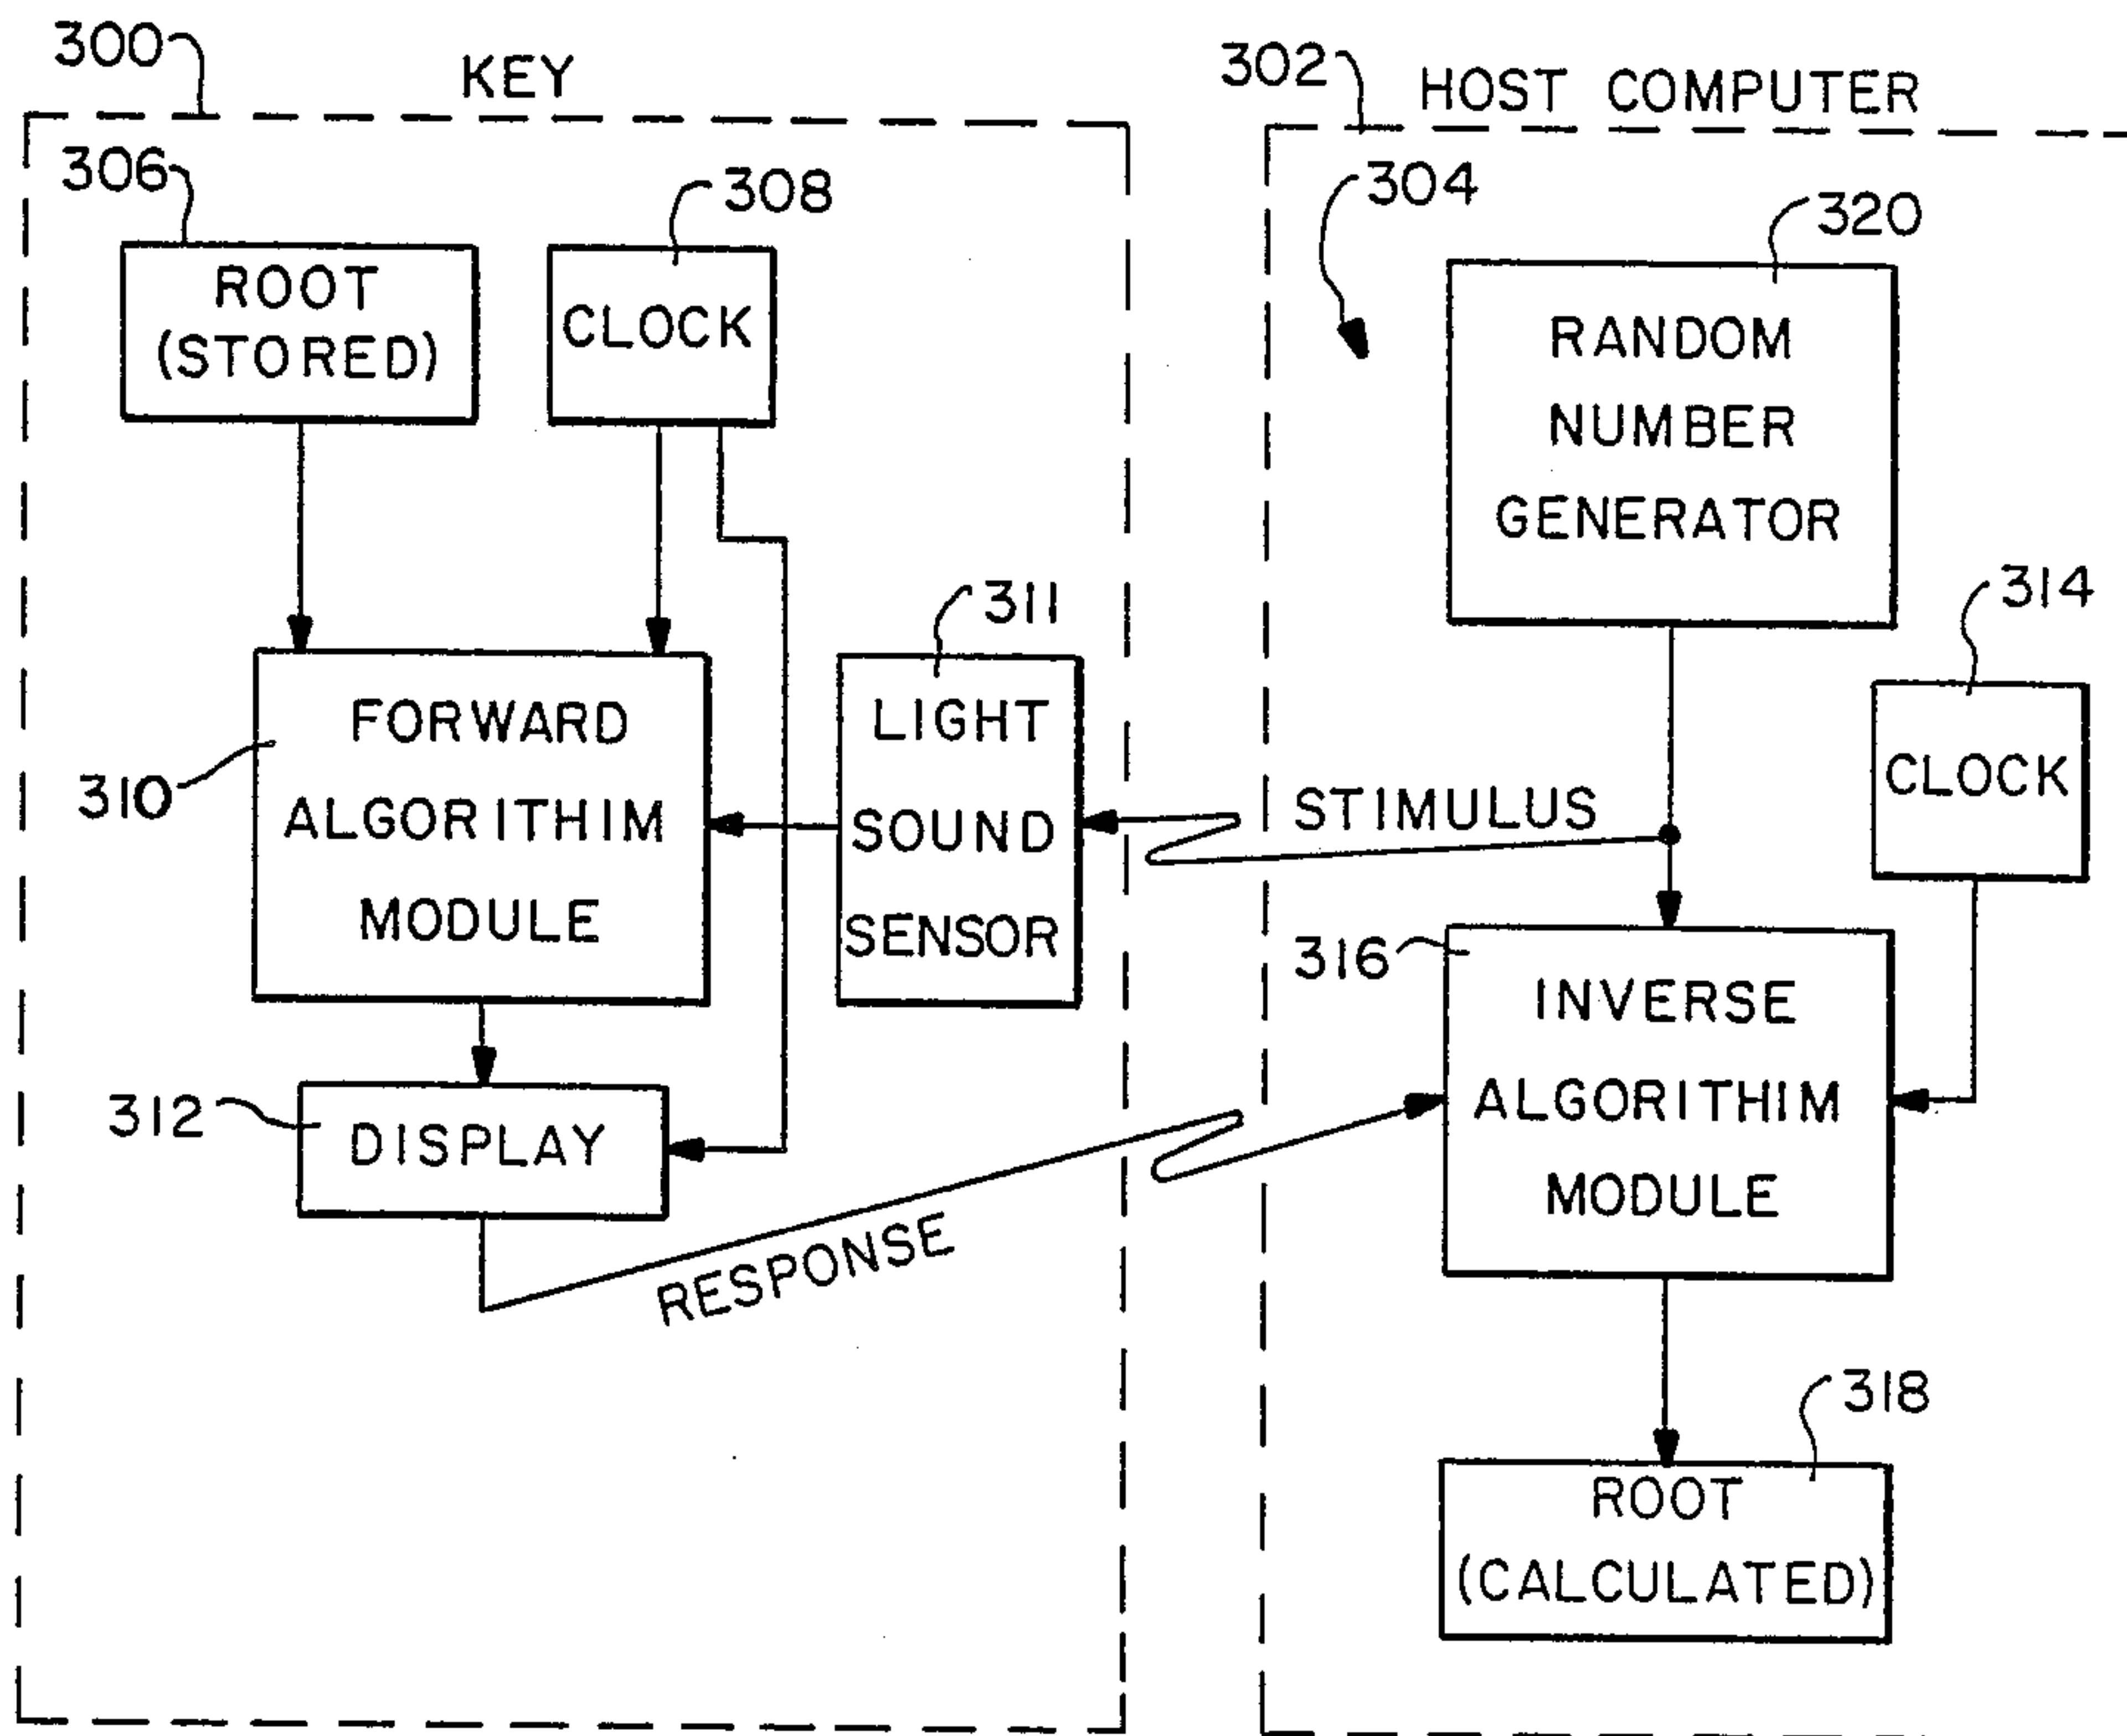 300
KEY
306
ROOT
(STORED)
308
CLOCK
311
LIGHT
SOUND
SENSOR
310
FORWARD
ALGORITHIM
MODULE
312
DISPLAY
RESPONSE
STIMULUS
302
HOST COMPUTER
304
320
RANDOM
NUMBER
GENERATOR
314
CLOCK
316
INVERSE
ALGORITHIM
MODULE
318
ROOT
(CALCULATED)